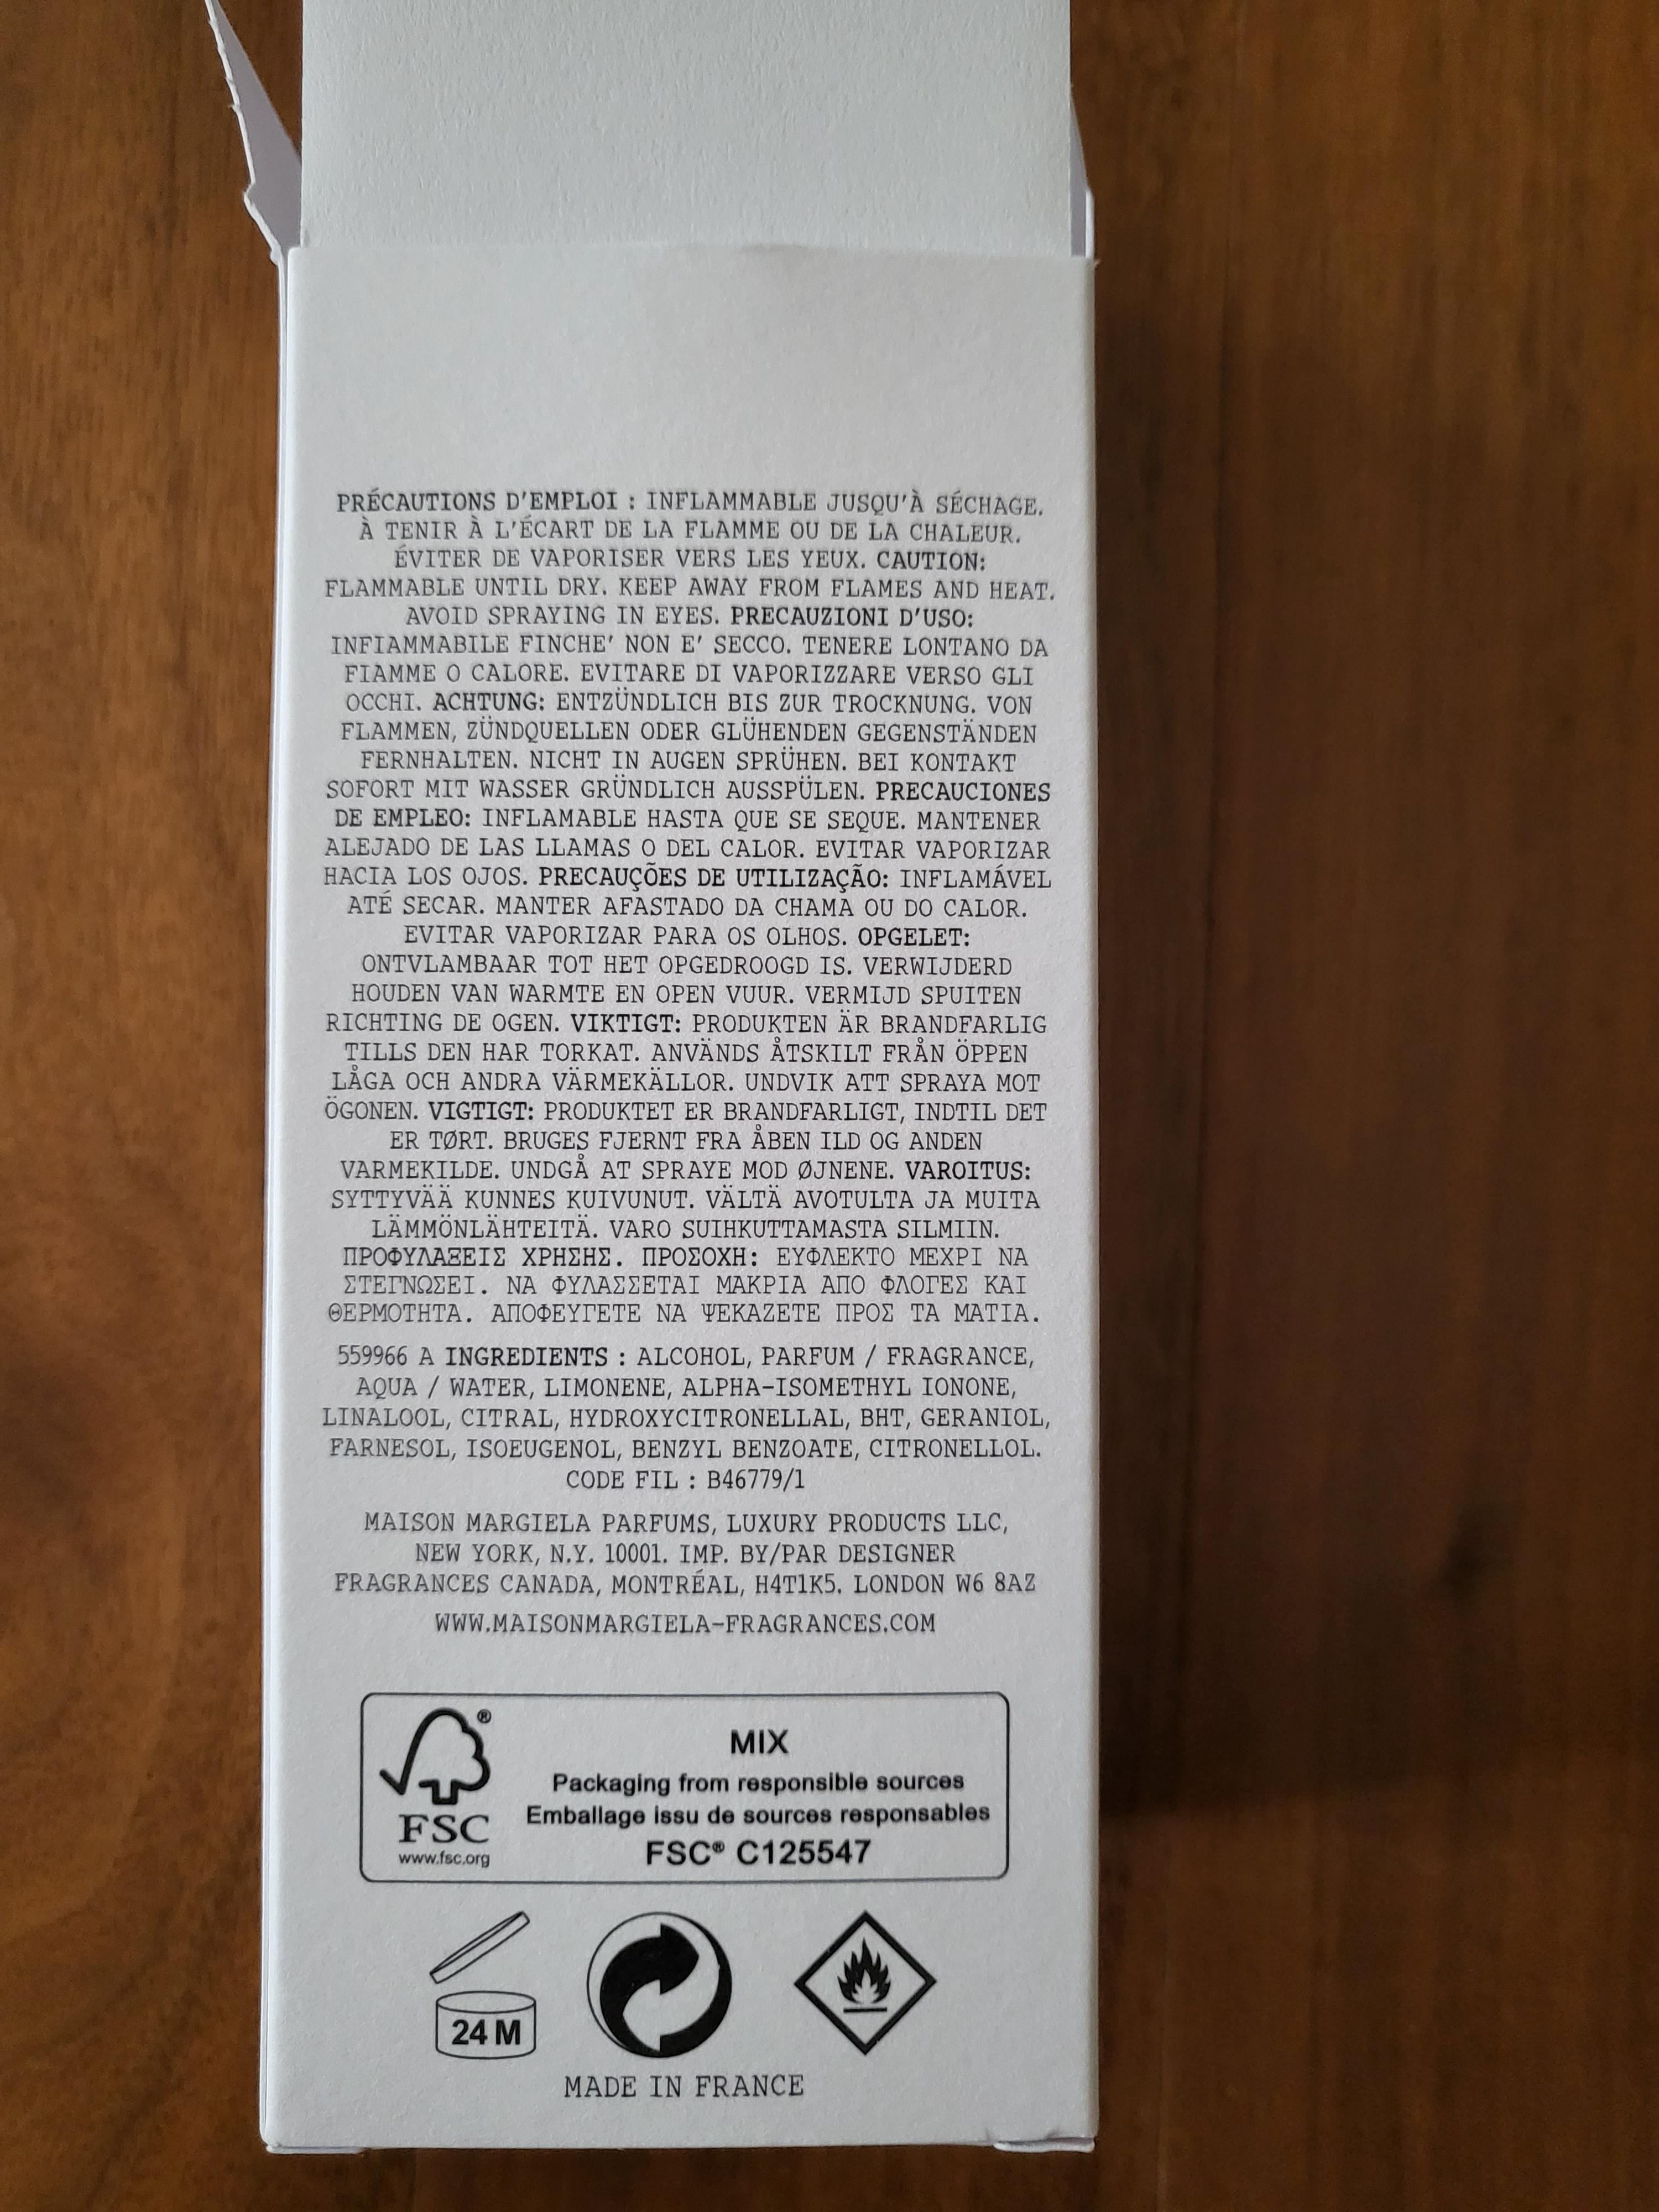 PRÉCAUTIONS D'EMPLOI : INFLAMMABLE JUSQU'À SÉCHAGE.
À TENIR À L'ÉCART DE LA FLAMME OU DE LA CHALEUR.
ÉVITER DE VAPORISER VERS LES YEUX. CAUTION:
FLAMMABLE UNTIL DRY. KEEP AWAY FROM FLAMES AND HEAT.
AVOID SPRAYING IN EYES. PRECAUZIONI D'USO:
INFIAMMABILE FINCHE' NON E' SECCO. TENERE LONTANO DA
FIAMME O CALORE. EVITARE DI VAPORIZZARE VERSO GLI
OCCHI. ACHTUNG: ENTZÜNDLICH BIS ZUR TROCKNUNG. VON
FLAMMEN, ZÜNDQUELLEN ODER GLÜHENDEN GEGENSTÄNDEN
FERNHALTEN. NICHT IN AUGEN SPRÜHEN. BEI KONTAKT
SOFORT MIT WASSER GRÜNDLICH AUSSPÜLEN. PRECAUCIONES
DE EMPLEO: INFLAMABLE HASTA QUE SE SEQUE. MANTENER
ALEJADO DE LAS LLAMAS O DEL CALOR. EVITAR VAPORIZAR
HACIA LOS OJOS. PRECAUÇÕES DE UTILIZAÇÃO: INFLAMÁVEL
ATÉ SECAR. MANTER AFASTADO DA CHAMA OU DO CALOR.
EVITAR VAPORIZAR PARA OS OLHOS. OPGELET:
ONTVLAMBAAR TOT HET OPGEDROOGD IS. VERWIJDERD
HOUDEN VAN WARMTE EN OPEN VUUR. VERMIJD SPUITEN
RICHTING DE OGEN. VIKTIGT: PRODUKTEN ÄR BRANDFARLIG
TILLS DEN HAR TORKAT. ANVÄNDS ÅTSKILT FRÅN ÖPPEN
LÅGA OCH ANDRA VÄRMEKÄLLOR. UNDVIK ATT SPRAYA MOT
ÖGONEN. VIGTIGT: PRODUKTET ER BRANDFARLIGT, INDTIL DET
ER TØRT. BRUGES FJERNT FRA ÅBEN ILD OG ANDEN
VARMEKILDE. UNDGÅ AT SPRAYE MOD ØJNENE. VAROITUS:
SYTTYVÄÄ KUNNES KUIVUNUT. VÄLTÄ AVOTULTA JA MUITA
LÄMMÖNLÄHTEITÄ. VARO SUIHKUTTAMASTA SILMIIN.
ΠΡΟΦΥΛΑΞΕΙΣ ΧΡΗΣΗΣ. ΠΡΟΣΟΧΗ: ΕΥΦΛΕΚΤΟ ΜΕΧΡΙ ΝΑ
ΣΤΕΓΝΩΣΕΙ. ΝΑ ΦΥΛΑΣΣΕΤΑΙ ΜΑΚΡΙΑ ΑΠΟ ΦΛΟΓΕΣ ΚΑΙ
ΘΕΡΜΟΤΗΤΑ. ΑΠΟΦΕΥΓΕΤΕ ΝΑ ΨΕΚΑΖΕΤΕ ΠΡΟΣ ΤΑ ΜΑΤΙΑ.
559966 A INGREDIENTS : ALCOHOL, PARFUM / FRAGRANCE,
AQUA / WATER, LIMONENE, ALPHA-ISOMETHYL IONONE,
LINALOOL, CITRAL, HYDROXYCITRONELLAL, BHT, GERANIOL,
FARNESOL, ISOEUGENOL, BENZYL BENZOATE, CITRONELLOL.
CODE FIL : B46779/1
MAISON MARGIELA PARFUMS, LUXURY PRODUCTS LLC,
NEW YORK, N.Y. 10001. IMP. BY/PAR DESIGNER
FRAGRANCES CANADA, MONTRÉAL, H4T1K5. LONDON W6 8AZ
WWW.MAISONMARGIELA-FRAGRANCES.COM
®
FSC
www.fsc.org
MIX
Packaging from responsible sources
Emballage issu de sources responsables
FSC® C125547
24 M
MADE IN FRANCE